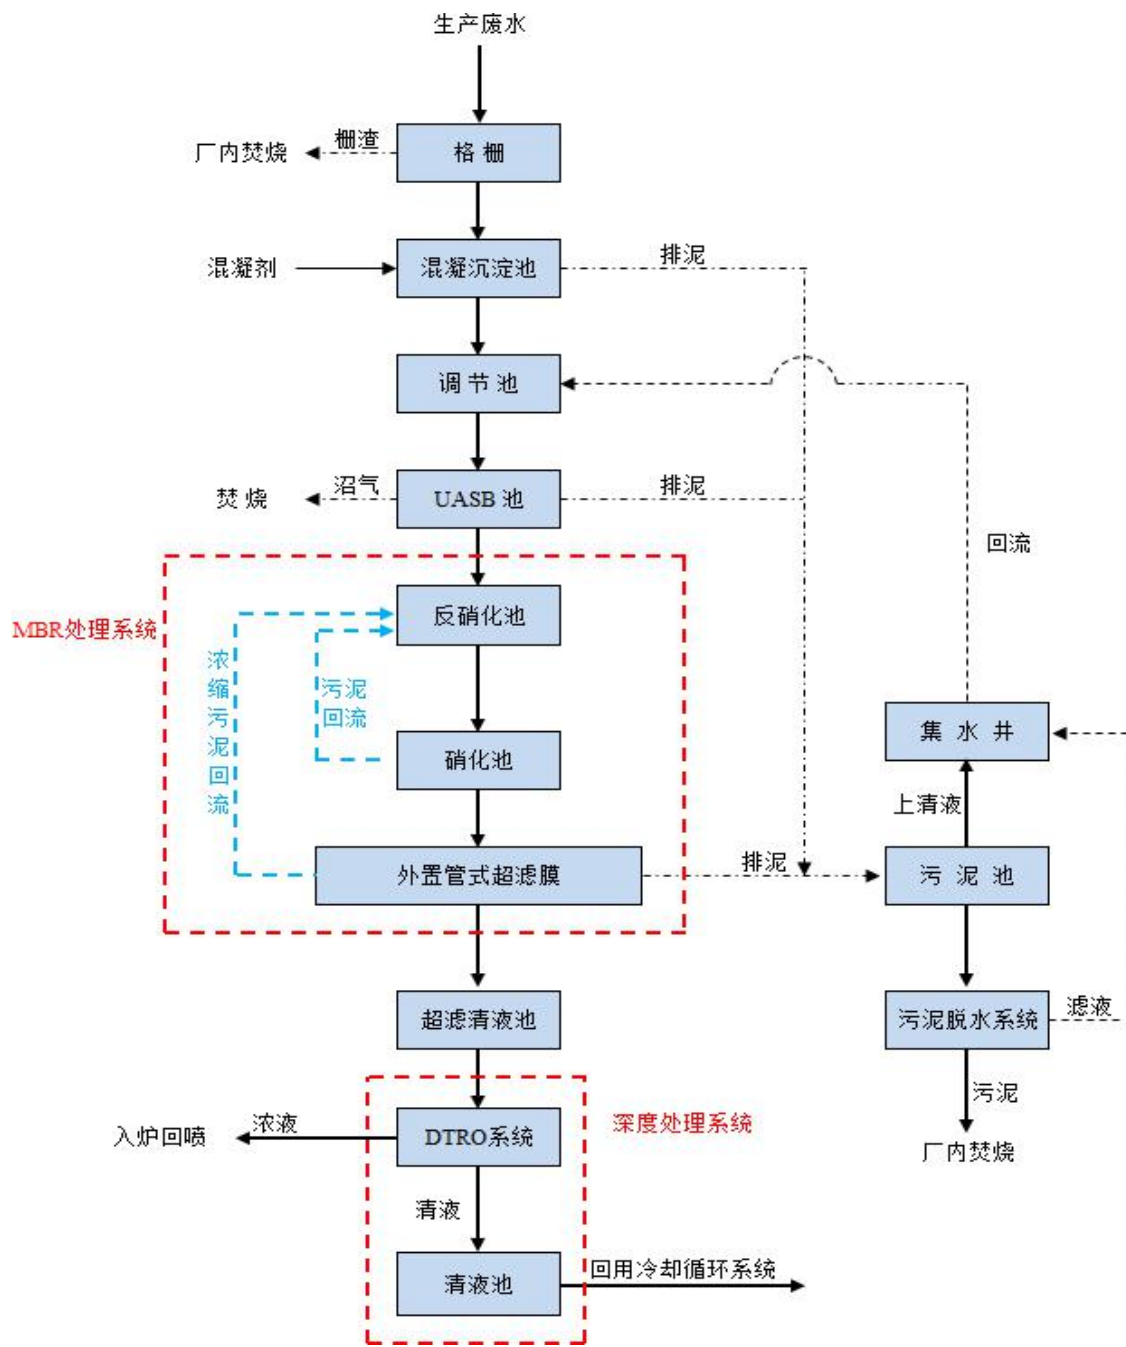 生产废水
栅渣
厂内焚烧
格 栅
混凝剂
混凝沉淀池
排泥
调 节 池
沼气
焚 烧
UASB 池
排泥
回流
MBR处理系统
反硝化池
浓缩污泥回流
污泥
回流
硝化池
集 水 井
上清液
外置管式超滤膜
排泥
污 泥 池
超滤清液池
污泥脱水系统
滤液
污泥
厂内焚烧
深度处理系统
入炉回喷
浓液
DTRO系统
清液
清液池
回用冷却循环系统